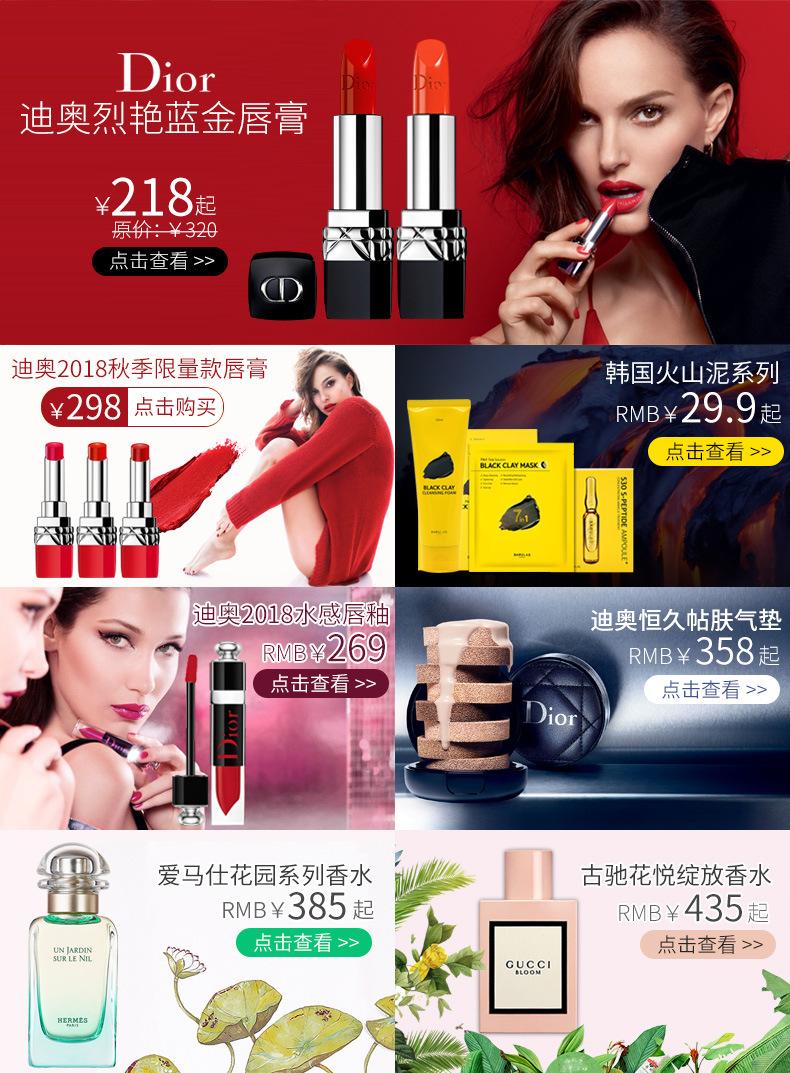 Dior
迪奥烈艳蓝金唇膏
￥218起
原价：￥320
点击查看 >>
Dior
Dior
CD
迪奥2018秋季限量款唇膏
￥298 点击购买
韩国火山泥系列
RMB￥29.9起
点击查看 >>
BLACK CLAY
CLEANSING FOAM
BLACK CLAY MASK
7in1
S30 S-PEPTIDE AMPOULE
迪奥2018水感唇釉
RMB￥269
点击查看 >>
Dior
迪奥恒久帖肤气垫
RMB￥358起
点击查看 >>
Dior
爱马仕花园系列香水
RMB￥385起
点击查看 >>
UN JARDIN
SUR LE NIL
HERMÈS
PARIS
古驰花悦绽放香水
RMB￥435起
点击查看 >>
GUCCI
BLOOM